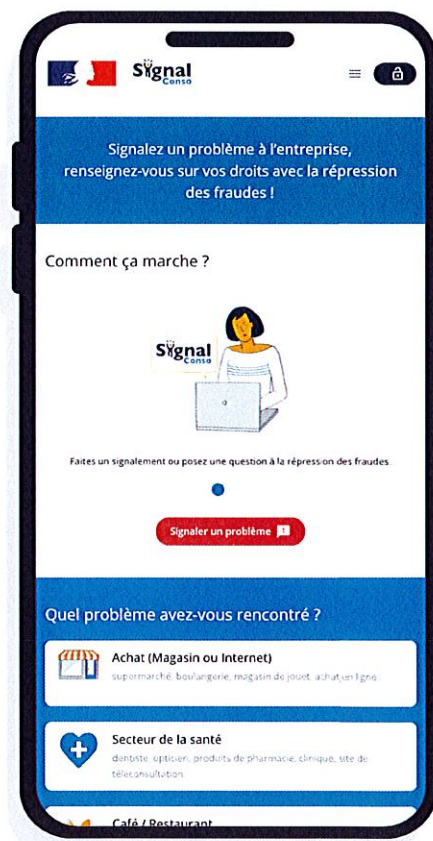 Signal
Conso
Signalez un problème à l'entreprise,
renseignez-vous sur vos droits avec la répression
des fraudes !
Comment ça marche ?
Signal
Conso
Faites un signalement ou posez une question à la répression des fraudes
Signaler un problème
Quel problème avez-vous rencontré ?
Achat (Magasin ou Internet)
supermarché, boulangerie, magasin de jouet, achat en ligne
Secteur de la santé
dentiste, opticien, produits de pharmacie, clinique, site de
téléconsultation
Café / Restaurant